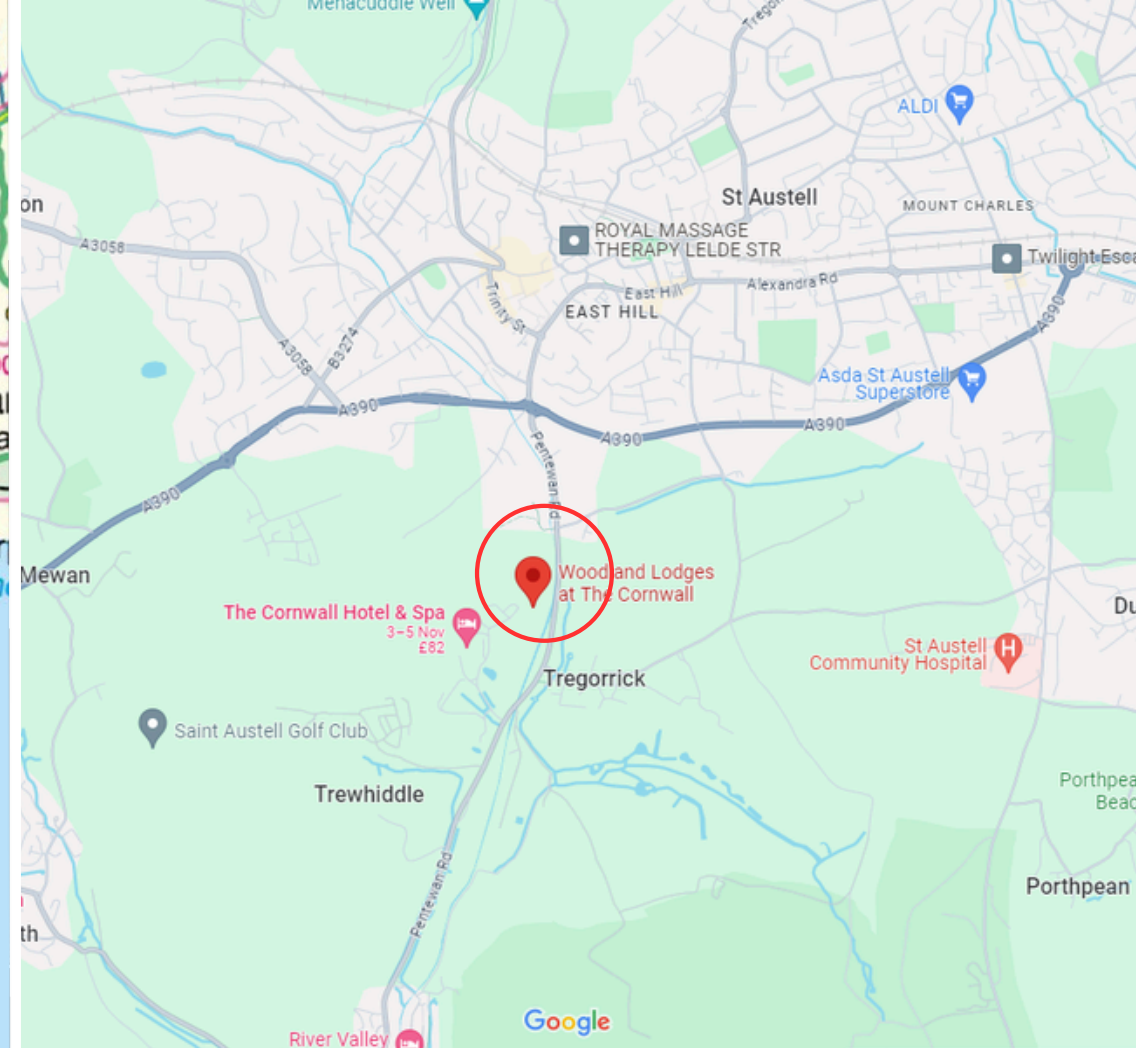 Menacuddle Well
Tregon
ALDI
St Austell
MOUNT CHARLES
on
A3058
ROYAL MASSAGE
THERAPY LELDE STR
Twilight Esca
East Hill
Alexandra Rd
Trinity St
EAST HILL
A390
A3058
B3274
Asda St Austell
Superstore
A390
A390
A390
Pentewan Rd
A390
Mewan
Woodland Lodges
at The Cornwall
The Cornwall Hotel & Spa
3–5 Nov
£82
Du
St Austell
Community Hospital
Tregorrick
Saint Austell Golf Club
Trewhiddle
Porthpea
Beac
Pentewan Rd
Porthpean
th
Google
River Valley